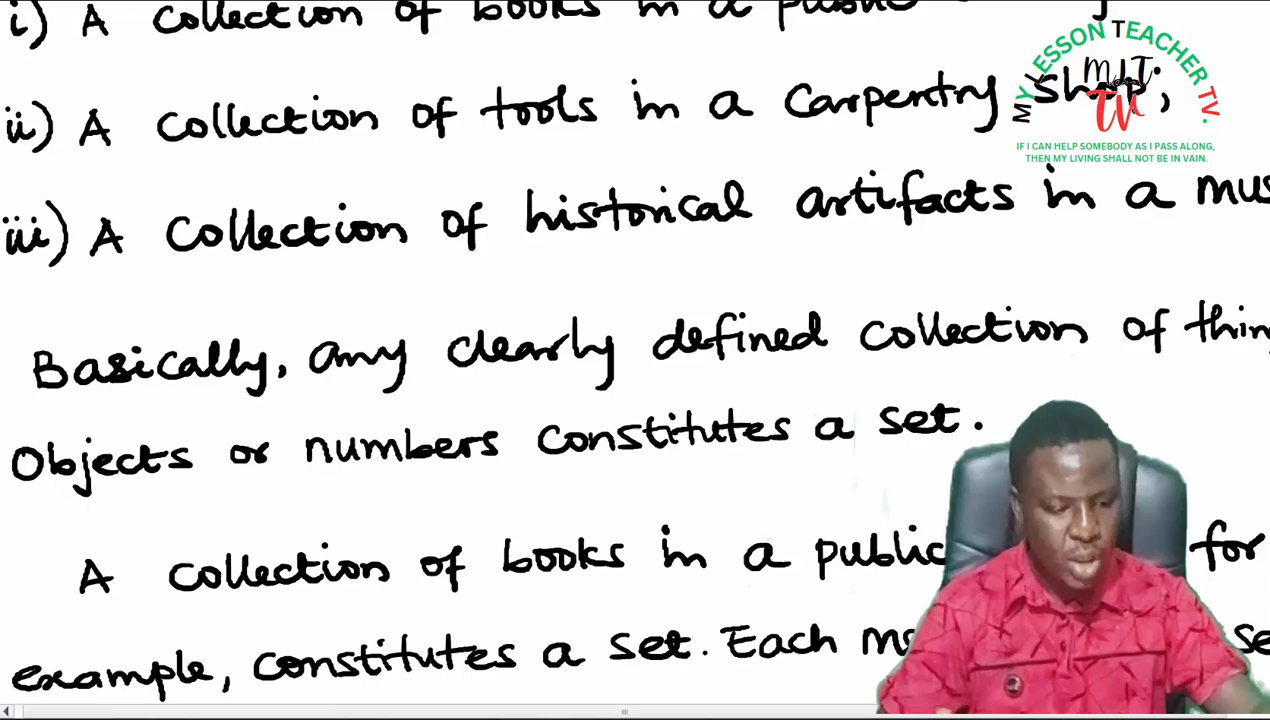 i) A collection of books in a public
ii) A collection of tools in a carpentry shop;
iii) A collection of historical artifacts in a
Basically, any clearly defined collection of
Objects or numbers constitutes a set.
A collection of books in a public for
example, constitutes a set. Each
MY LESSON TEACHER TV.
MLT
TV
IF I CAN HELP SOMEBODY AS I PASS ALONG,
THEN MY LIVING SHALL NOT BE IN VAIN.